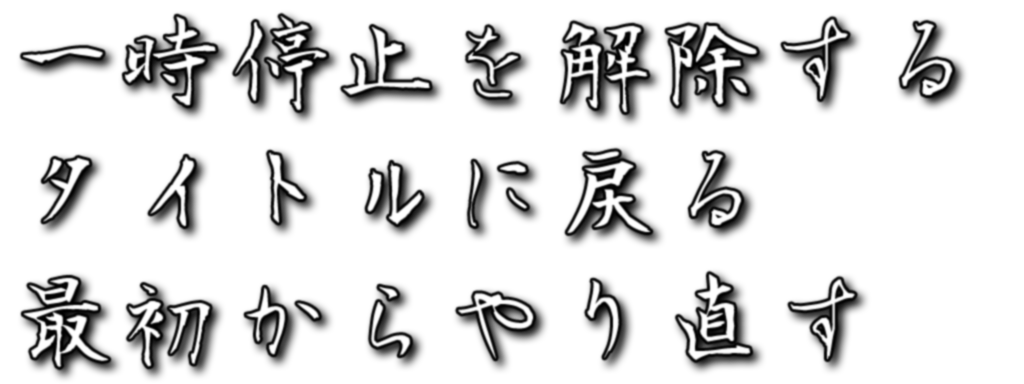 一時停止を解除する
タイトルに戻る
最初からやり直す